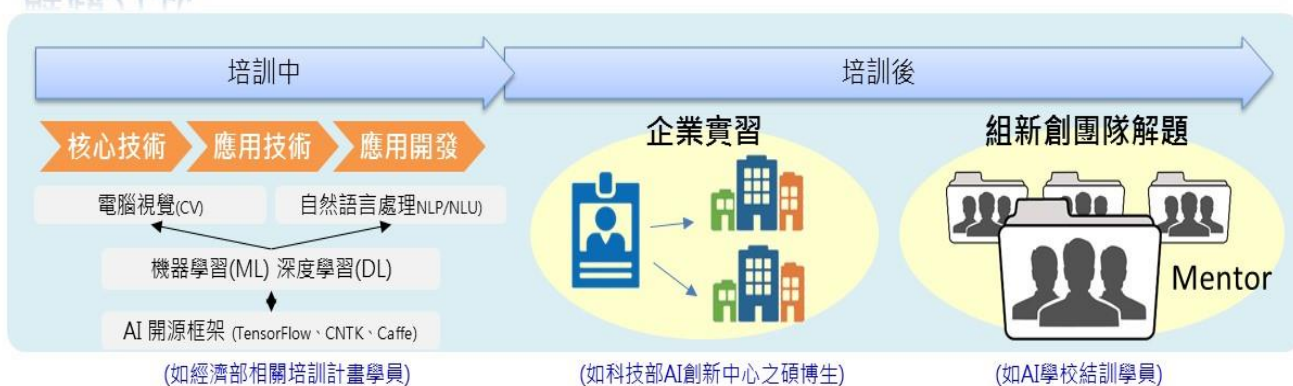 培訓中
培訓後
核心技術
應用技術
應用開發
電腦視覺(CV)
自然語言處理NLP/NLU)
機器學習(ML) 深度學習(DL)
AI 開源框架 (TensorFlow、CNTK、Caffe)
(如經濟部相關培訓計畫學員)
企業實習
(如科技部AI創新中心之碩博生)
組新創團隊解題
Mentor
(如AI學校結訓學員)